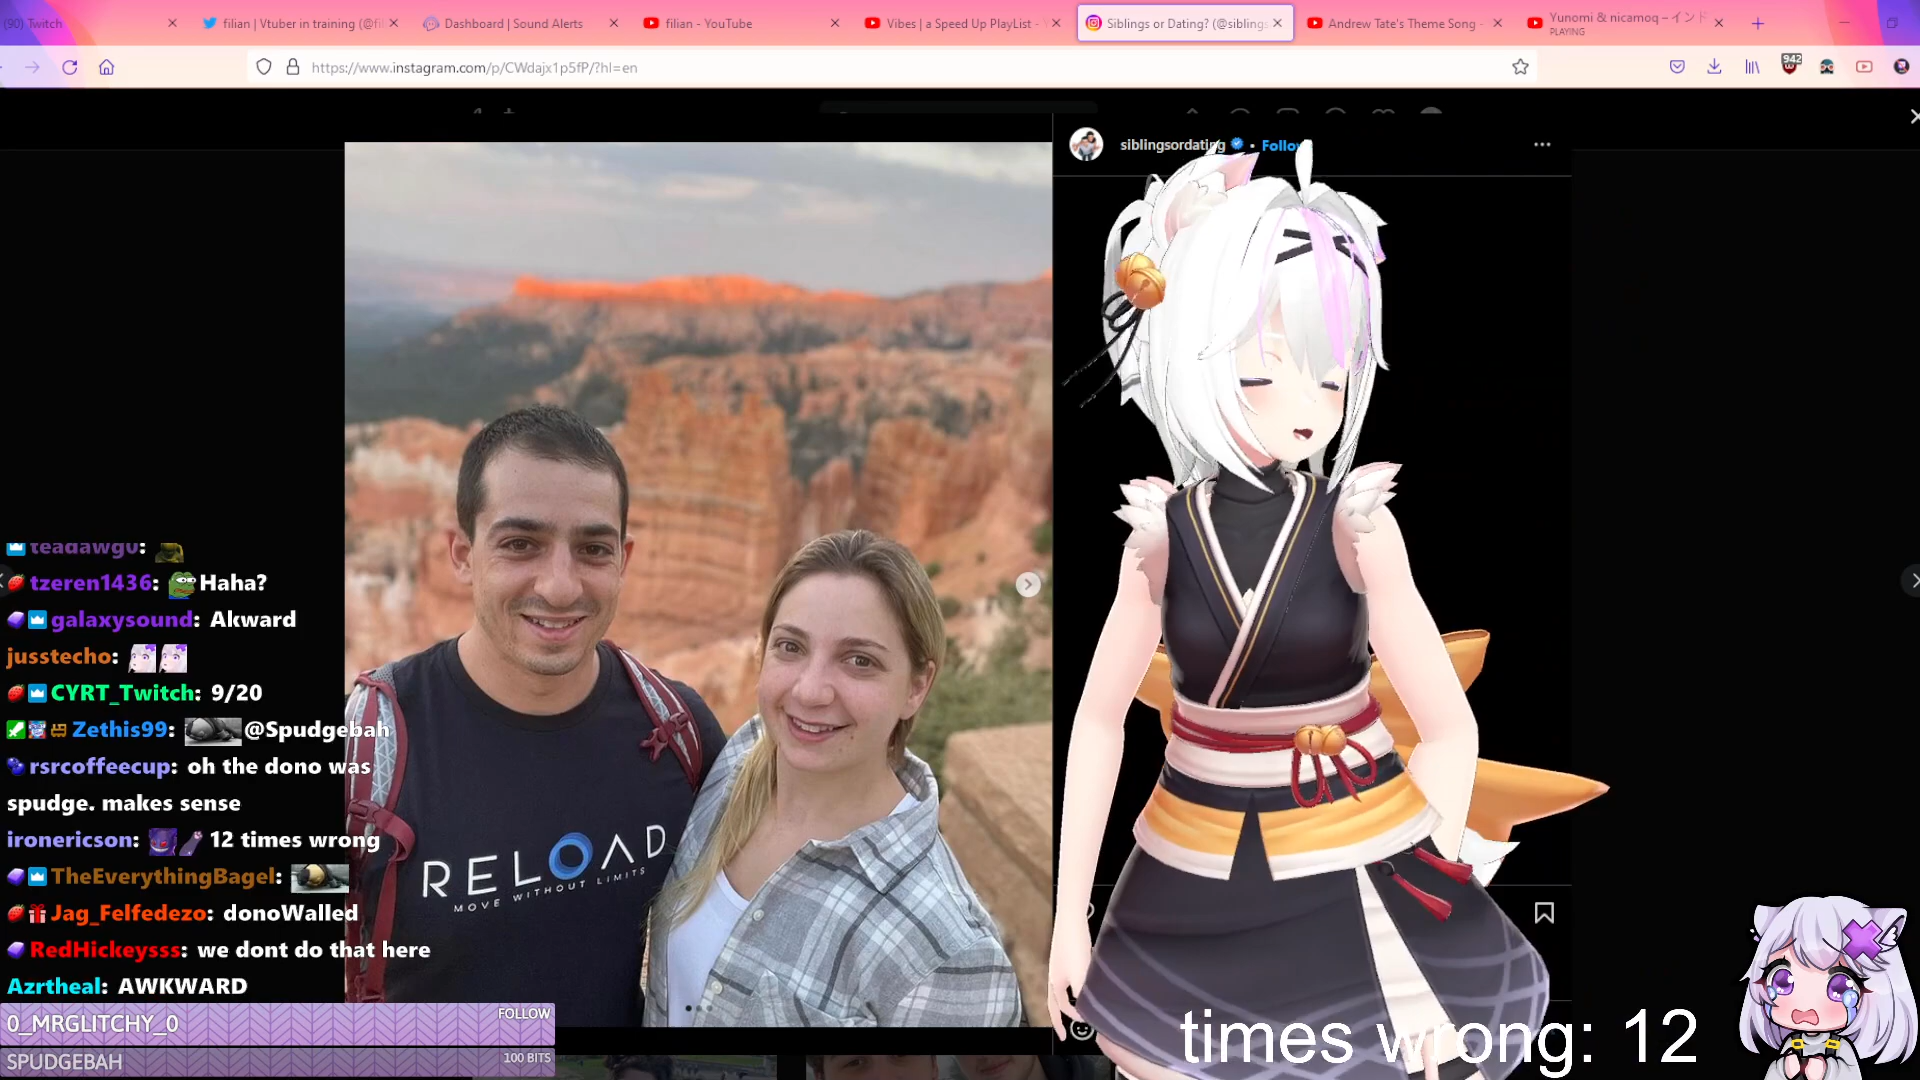 (90) Twitch
filian | Vtuber in training (@fil
Dashboard | Sound Alerts
filian - YouTube
Vibes | a Speed Up PlayList -
Siblings or Dating? (@siblings
Andrew Tate's Theme Song -
Yunomi & nicamoq – インド
PLAYING
https://www.instagram.com/p/CWdajx1p5fP/?hl=en
942
siblingsordating • Follow
teadawg0:
tzeren1436: Haha?
galaxysound: Akward
jusstecho:
CYRT_Twitch: 9/20
Zethis99: @Spudgebah
rsrcoffeecup: oh the dono was
spudge. makes sense
ironericson: 12 times wrong
TheEverythingBagel:
Jag_Felfedezo: donoWalled
RedHickeysss: we dont do that here
Azrtheal: AWKWARD
0_MRGLITCHY_0 FOLLOW
SPUDGEBAH 100 BITS
RELOAD
MOVE WITHOUT LIMITS
times wrong: 12